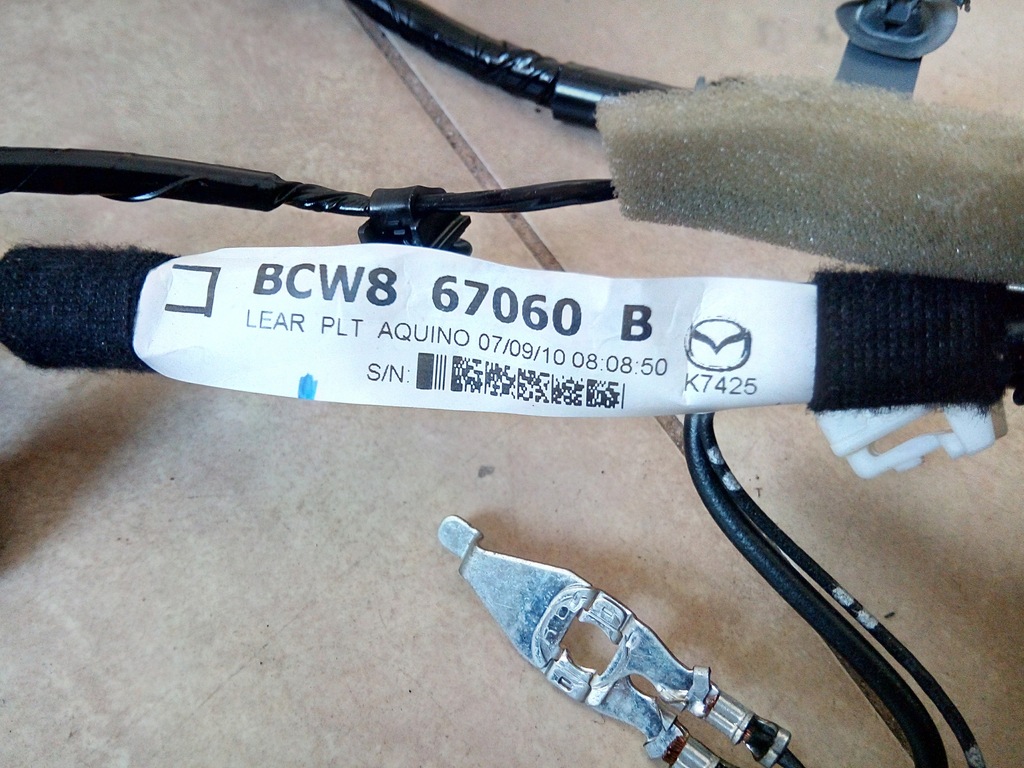 BCW8 67060 B
LEAR PLT AQUINO 07/09/10 08:08:50
S/N:
K7425